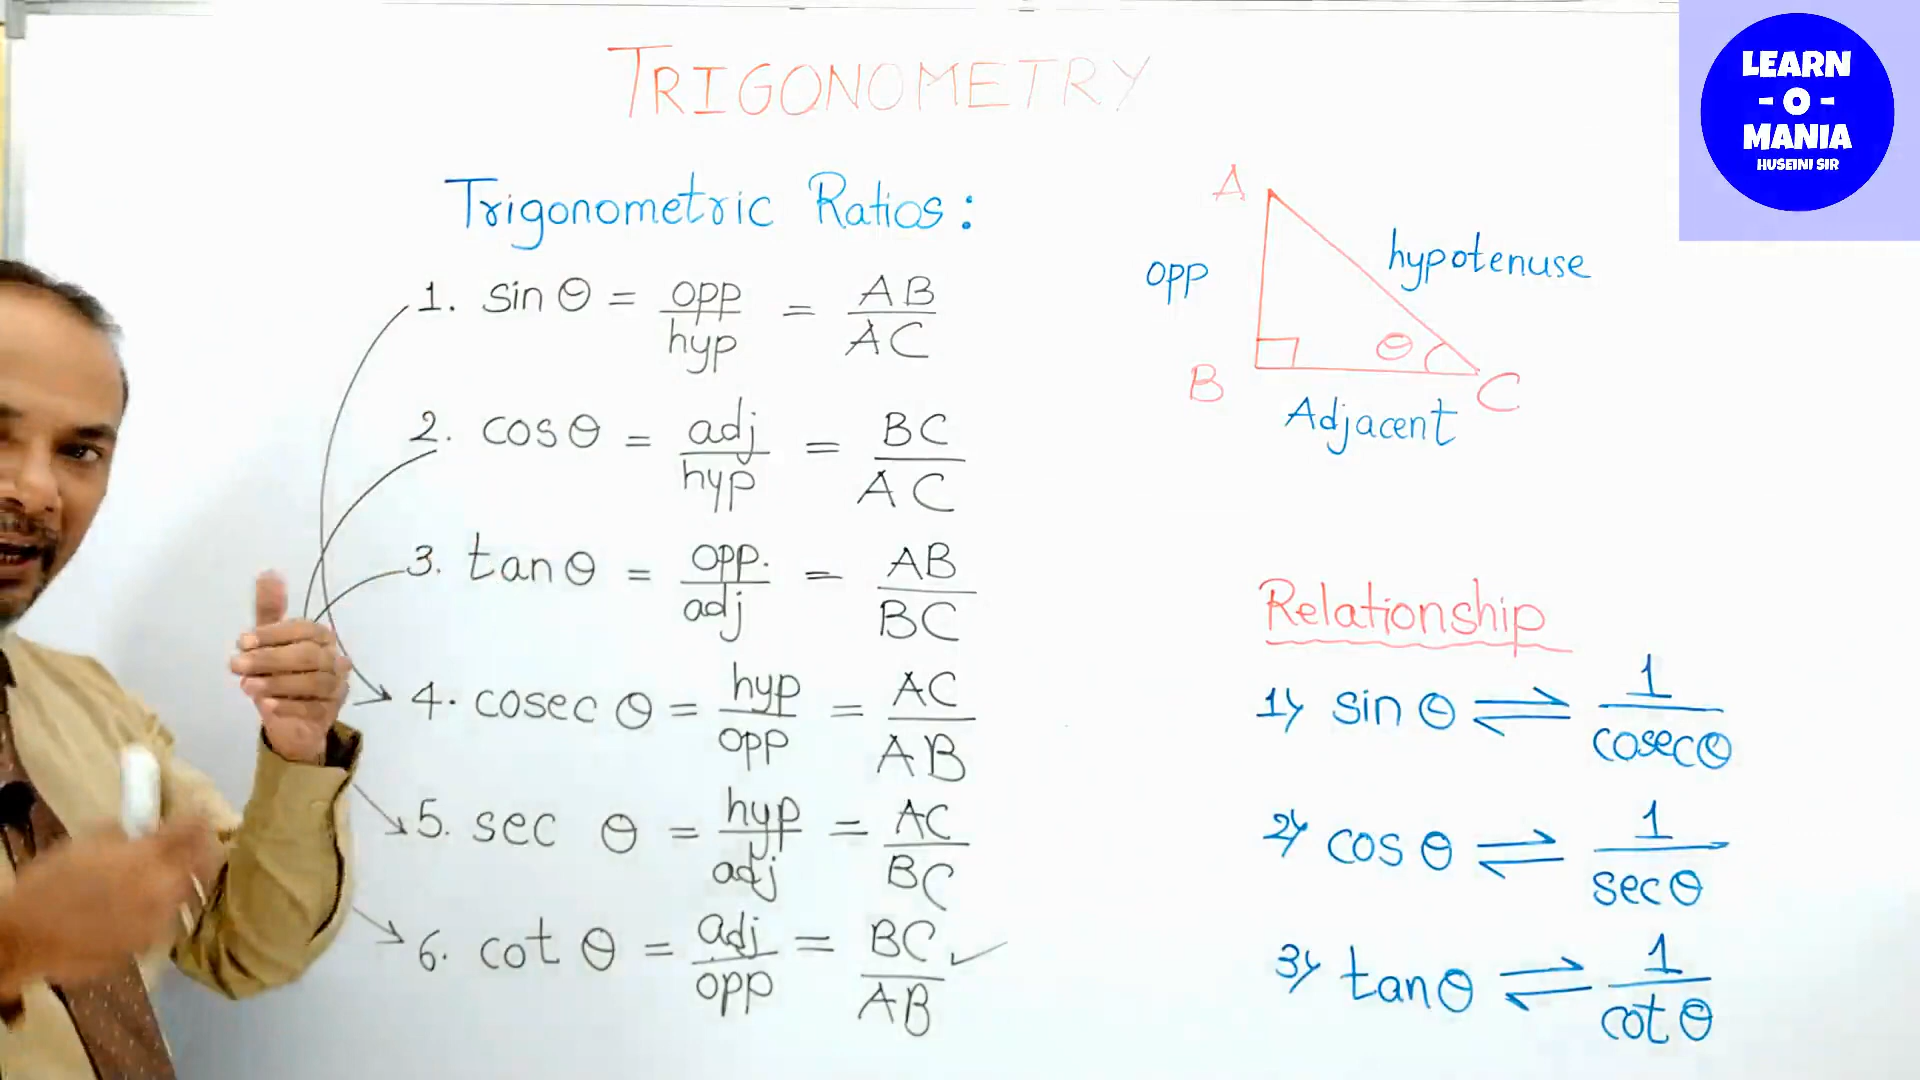 TRIGONOMETRY
LEARN
- O -
MANIA
HUSEINI SIR
Trigonometric Ratios:
1. sin θ = opp/hyp = AB/AC
2. cos θ = adj/hyp = BC/AC
3. tan θ = opp./adj = AB/BC
4. cosec θ = hyp/opp = AC/AB
5. sec θ = hyp/adj = AC/BC
6. cot θ = adj/opp = BC/AB ✓
A
opp
hypotenuse
θ
B
C
Adjacent
Relationship
1) sin θ ⇌ 1/cosec θ
2) cos θ ⇌ 1/sec θ
3) tan θ ⇌ 1/cot θ